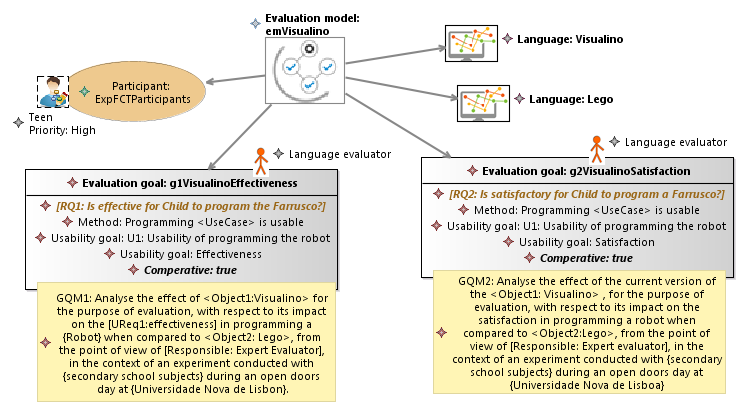 Evaluation model:
emVisualino
Language: Visualino
Language: Lego
Participant:
ExpFCTParticipants
Teen
Priority: High
Language evaluator
Evaluation goal: g1VisualinoEffectiveness
[RQ1: Is effective for Child to program the Farrusco?]
Method: Programming <UseCase> is usable
Usability goal: U1: Usability of programming the robot
Usability goal: Effectiveness
Comperative: true
GQM1: Analyse the effect of <Object1:Visualino> for
the purpose of evaluation, with respect to its impact
on the [UReq1:effectiveness] in programming a
{Robot} when compared to <Object2: Lego>, from
the point of view of [Responsible: Expert Evaluator],
in the context of an experiment conducted with
{secondary school subjects} during an open doors
day at {Universidade Nova de Lisbon}.
Language evaluator
Evaluation goal: g2VisualinoSatisfaction
[RQ2: Is satisfactory for Child to program a Farrusco?]
Method: Programming <UseCase> is usable
Usability goal: U1: Usability of programming the robot
Usability goal: Satisfaction
Comperative: true
GQM2: Analyse the effect of the current version of
the <Object1: Visualino> , for the purpose of
evaluation, with respect to its impact on the
satisfaction in programming a robot when
compared to <Object2:Lego>, from the point of
view of [Responsible: Expert evaluator], in the
context of an experiment conducted with {secondary
school subjects} during an open doors day at
{Universidade Nova de Lisboa}